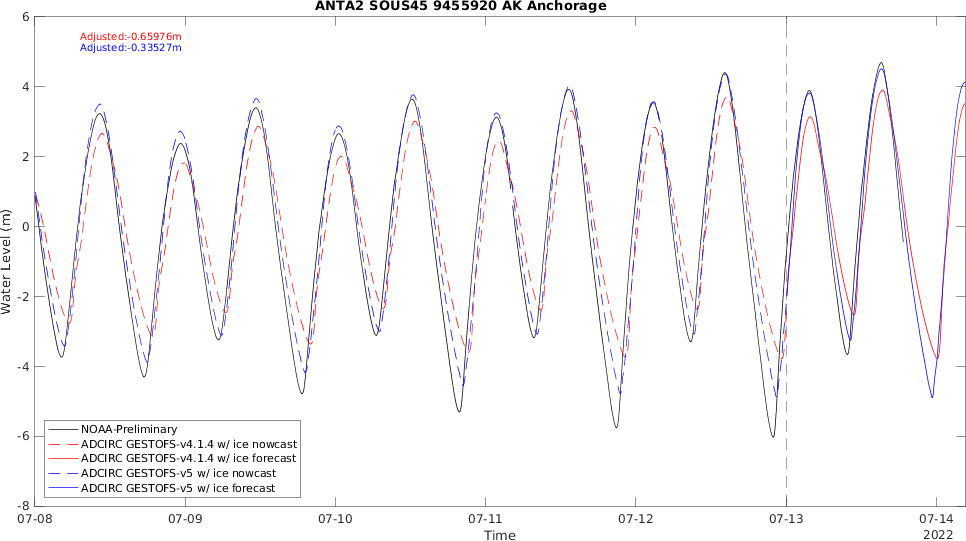 ANTA2 SOUS45 9455920 AK Anchorage
Adjusted:-0.65976m
Adjusted:-0.33527m
6
4
2
0
-2
-4
-6
-8
Water Level (m)
NOAA-Preliminary
ADCIRC GESTOFS-v4.1.4 w/ ice nowcast
ADCIRC GESTOFS-v4.1.4 w/ ice forecast
ADCIRC GESTOFS-v5 w/ ice nowcast
ADCIRC GESTOFS-v5 w/ ice forecast
07-08 07-09 07-10 07-11 07-12 07-13 07-14
Time
2022